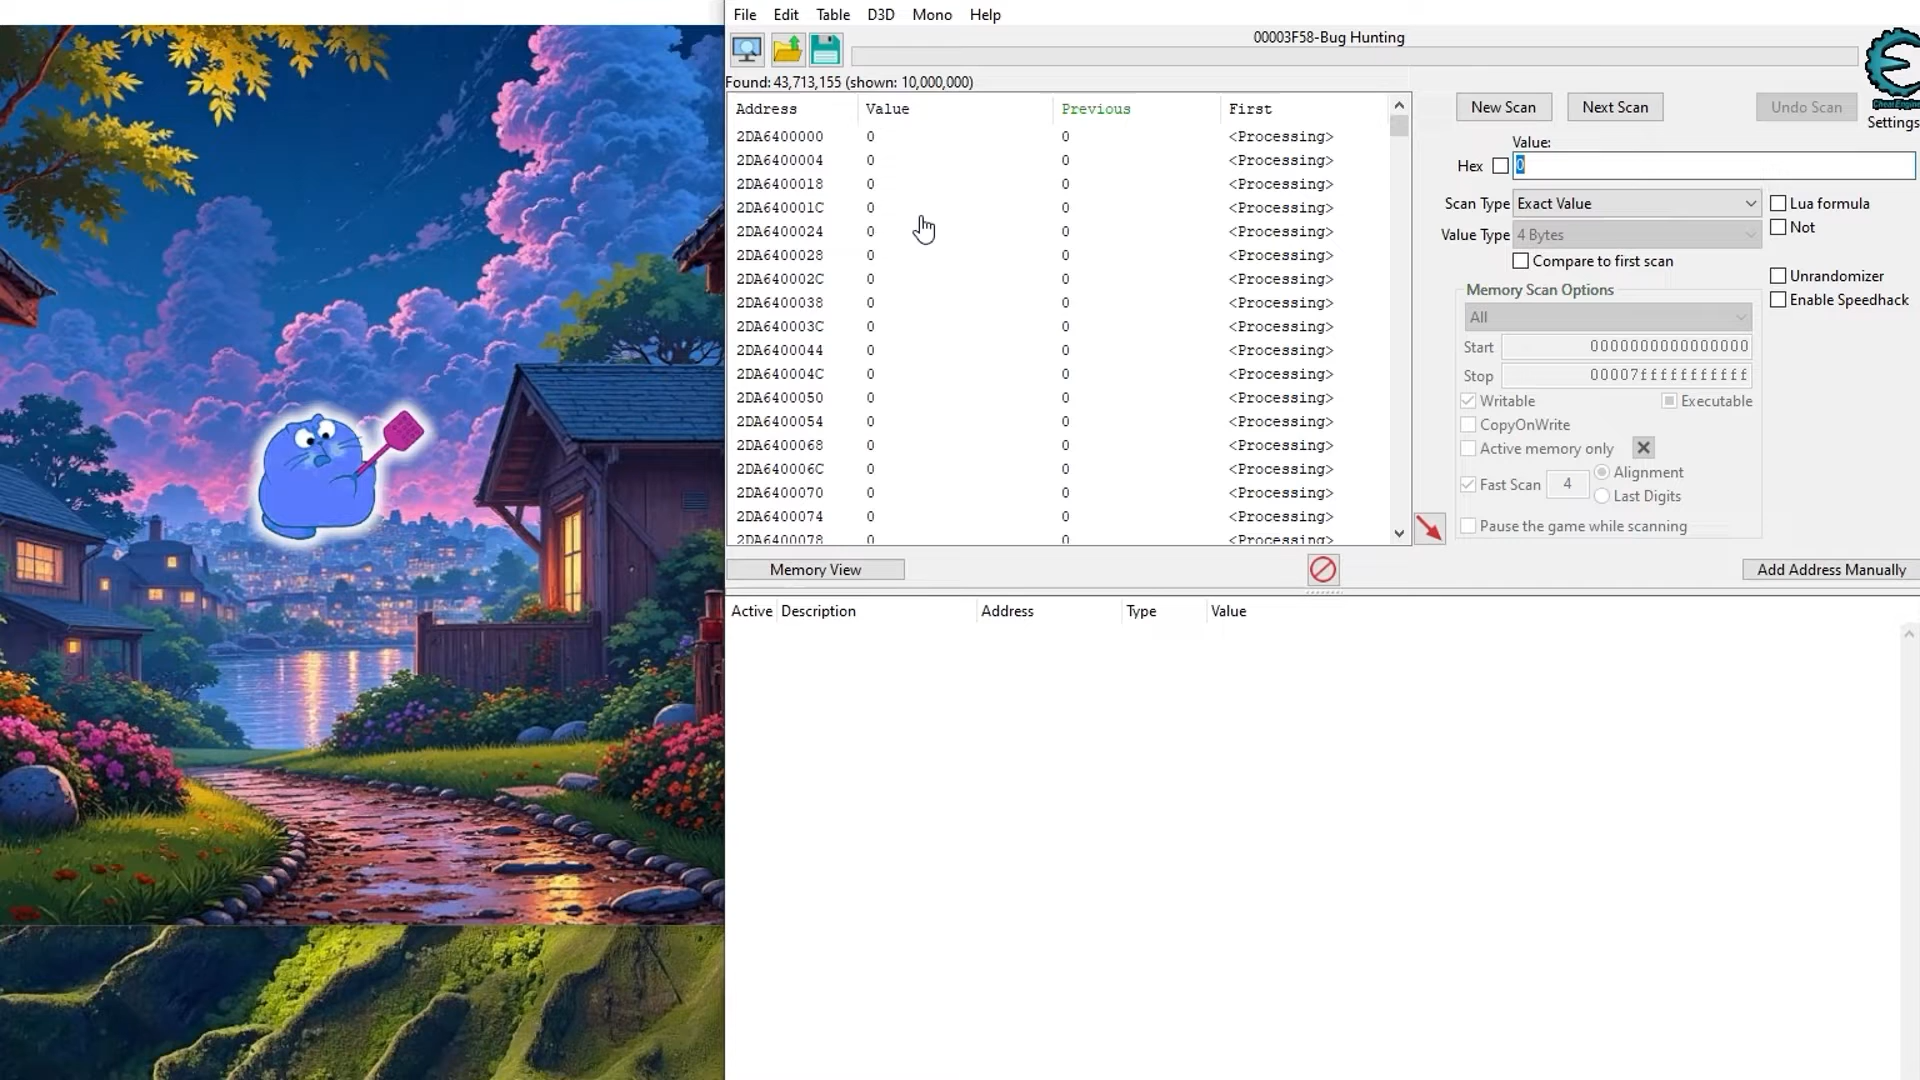 File Edit Table D3D Mono Help
00003F58-Bug Hunting
Found: 43,713,155 (shown: 10,000,000)
Address Value Previous First
2DA6400000 0 0 <Processing>
2DA6400004 0 0 <Processing>
2DA6400018 0 0 <Processing>
2DA640001C 0 0 <Processing>
2DA6400024 0 0 <Processing>
2DA6400028 0 0 <Processing>
2DA640002C 0 0 <Processing>
2DA6400038 0 0 <Processing>
2DA640003C 0 0 <Processing>
2DA6400044 0 0 <Processing>
2DA640004C 0 0 <Processing>
2DA6400050 0 0 <Processing>
2DA6400054 0 0 <Processing>
2DA6400068 0 0 <Processing>
2DA640006C 0 0 <Processing>
2DA6400070 0 0 <Processing>
2DA6400074 0 0 <Processing>
2DA6400078 0 0 <Processing>
New Scan Next Scan Undo Scan
Cheat Engine
Settings
Value:
Hex 0
Scan Type Exact Value Lua formula
Not
Value Type 4 Bytes
Compare to first scan
Unrandomizer
Memory Scan Options
Enable Speedhack
All
Start 0000000000000000
Stop 00007fffffffffff
Writable Executable
CopyOnWrite
Active memory only
Fast Scan 4 Alignment
Last Digits
Pause the game while scanning
Memory View Add Address Manually
Active Description Address Type Value